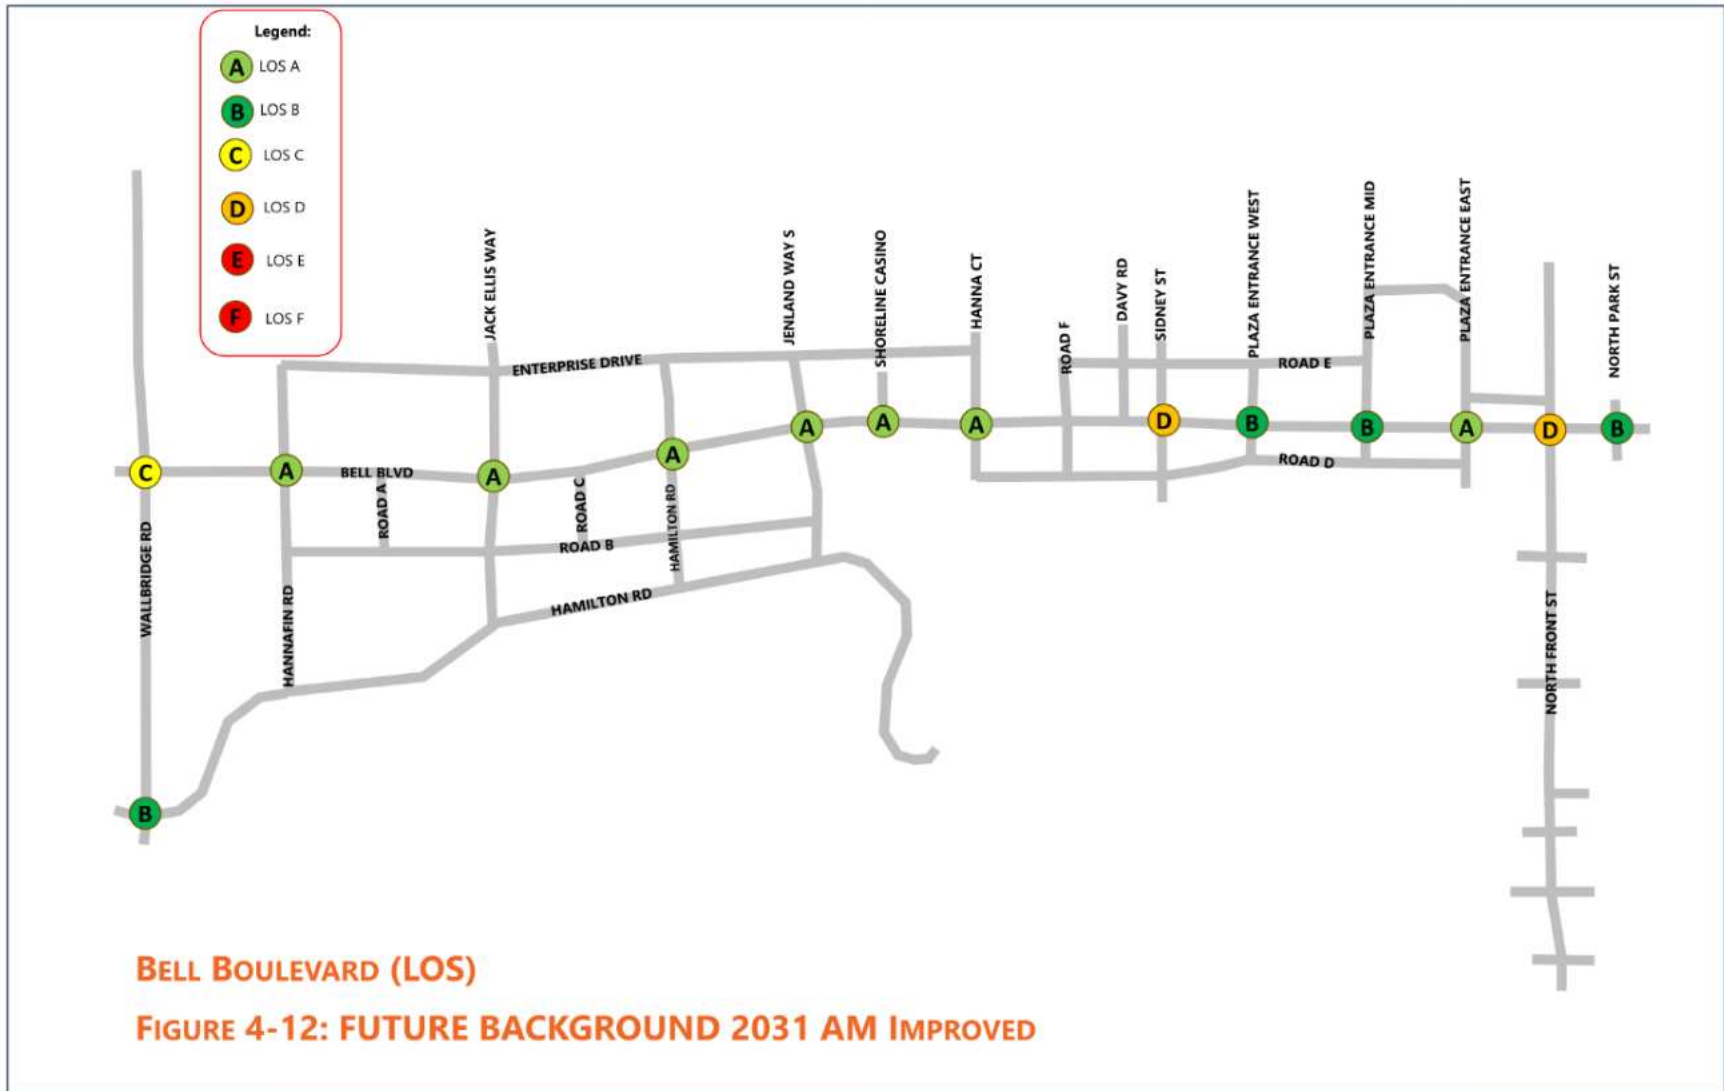 Legend:
A LOS A
B LOS B
C LOS C
D LOS D
E LOS E
F LOS F
JACK ELLIS WAY
JENLAND WAY S
SHORELINE CASINO
HANNA CT
ROAD F
DAVY RD
SIDNEY ST
PLAZA ENTRANCE WEST
PLAZA ENTRANCE MID
PLAZA ENTRANCE EAST
NORTH PARK ST
ENTERPRISE DRIVE
ROAD E
C
A
BELL BLVD
A
A
A
A
A
D
B
B
A
D
B
ROAD D
WALLBRIDGE RD
HANNAFIN RD
ROAD A
ROAD C
HAMILTON RD
ROAD B
HAMILTON RD
NORTH FRONT ST
B
BELL BOULEVARD (LOS)
FIGURE 4-12: FUTURE BACKGROUND 2031 AM IMPROVED